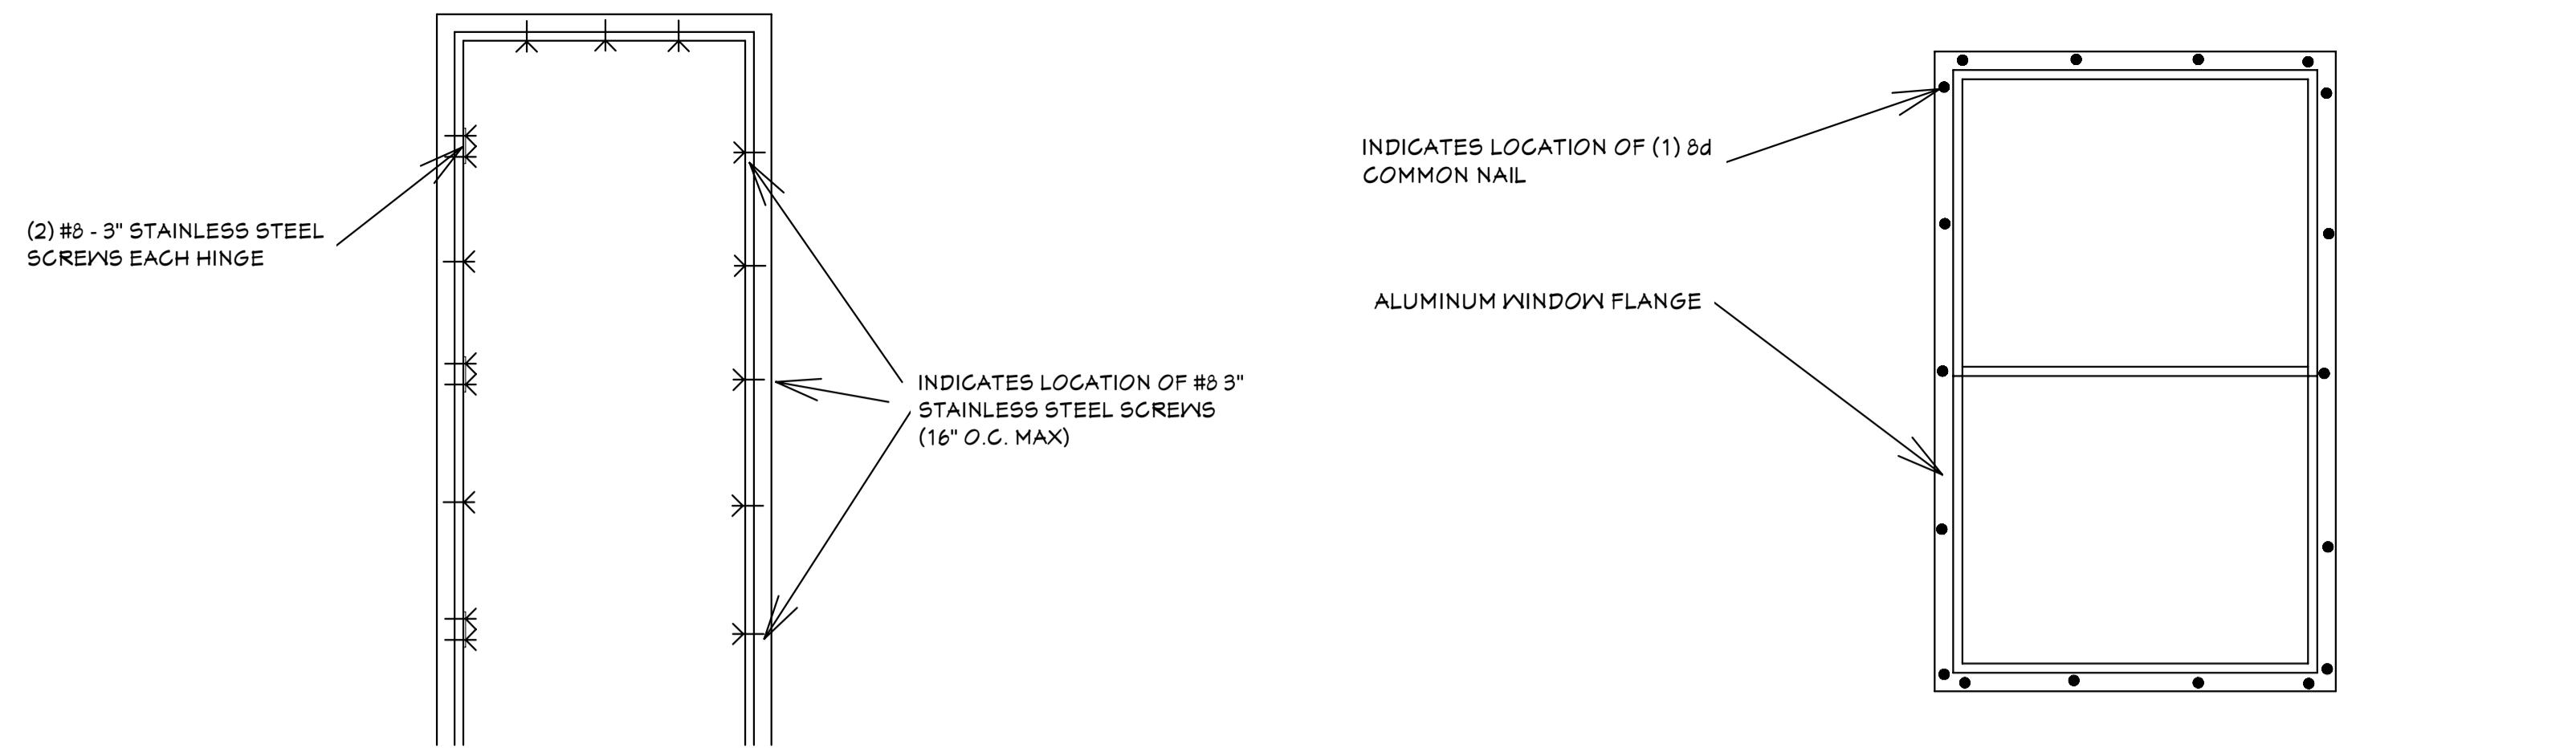 (2) #8 - 3" STAINLESS STEEL
SCREWS EACH HINGE
INDICATES LOCATION OF #8 3"
STAINLESS STEEL SCREWS
(16" O.C. MAX)
INDICATES LOCATION OF (1) 8d
COMMON NAIL
ALUMINUM WINDOW FLANGE